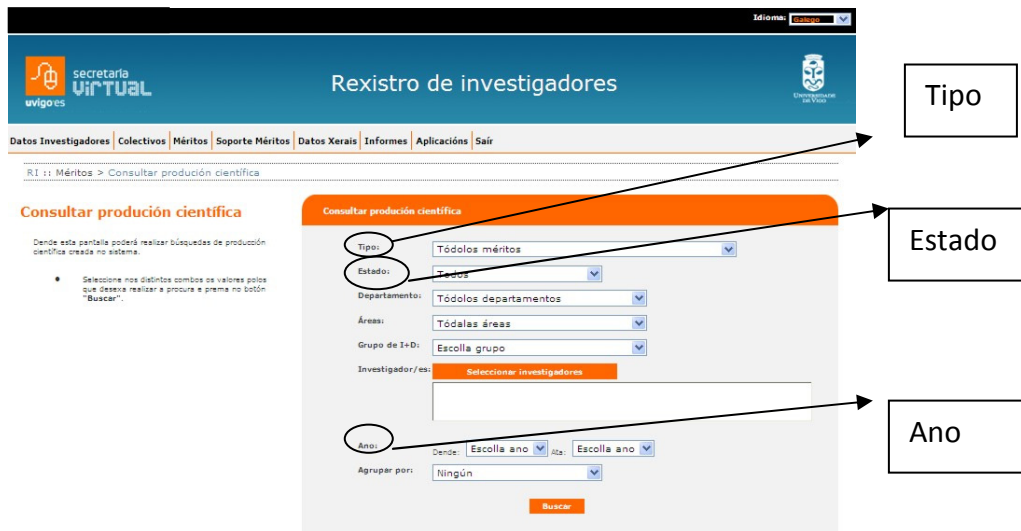 Idioma: Galego
secretaría
VIRTUAL
uvigo.es
Rexistro de investigadores
UNIVERSIDADE
DE VIGO
Tipo
Datos Investigadores Colectivos Méritos Soporte Méritos Datos Xerais Informes Aplicacións Saír
RI :: Méritos > Consultar produción científica
Consultar produción científica
Dende esta pantalla poderá realizar búsquedas de producción
científica creada no sistema.
Seleccione nos distintos combos os valores polos
que desexa realizar a procura e prema no botón
"Buscar".
Consultar produción científica
Tipo: Tódolos méritos
Estado: Todos
Estado
Departamento: Tódolos departamentos
Áreas: Tódalas áreas
Grupo de I+D: Escolla grupo
Investigador/es: Seleccionar investigadores
Ano: Dende: Escolla ano Ata: Escolla ano
Ano
Agrupar por: Ningún
Buscar